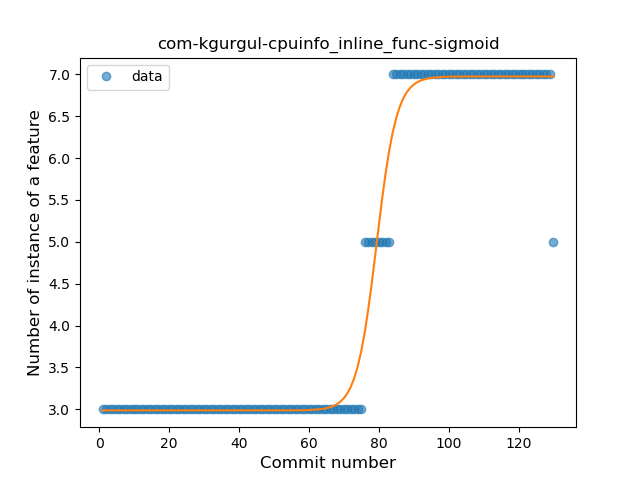 com-kgurgul-cpuinfo_inline_func-sigmoid
data
Number of instance of a feature
7.0
6.5
6.0
5.5
5.0
4.5
4.0
3.5
3.0
0 20 40 60 80 100 120
Commit number